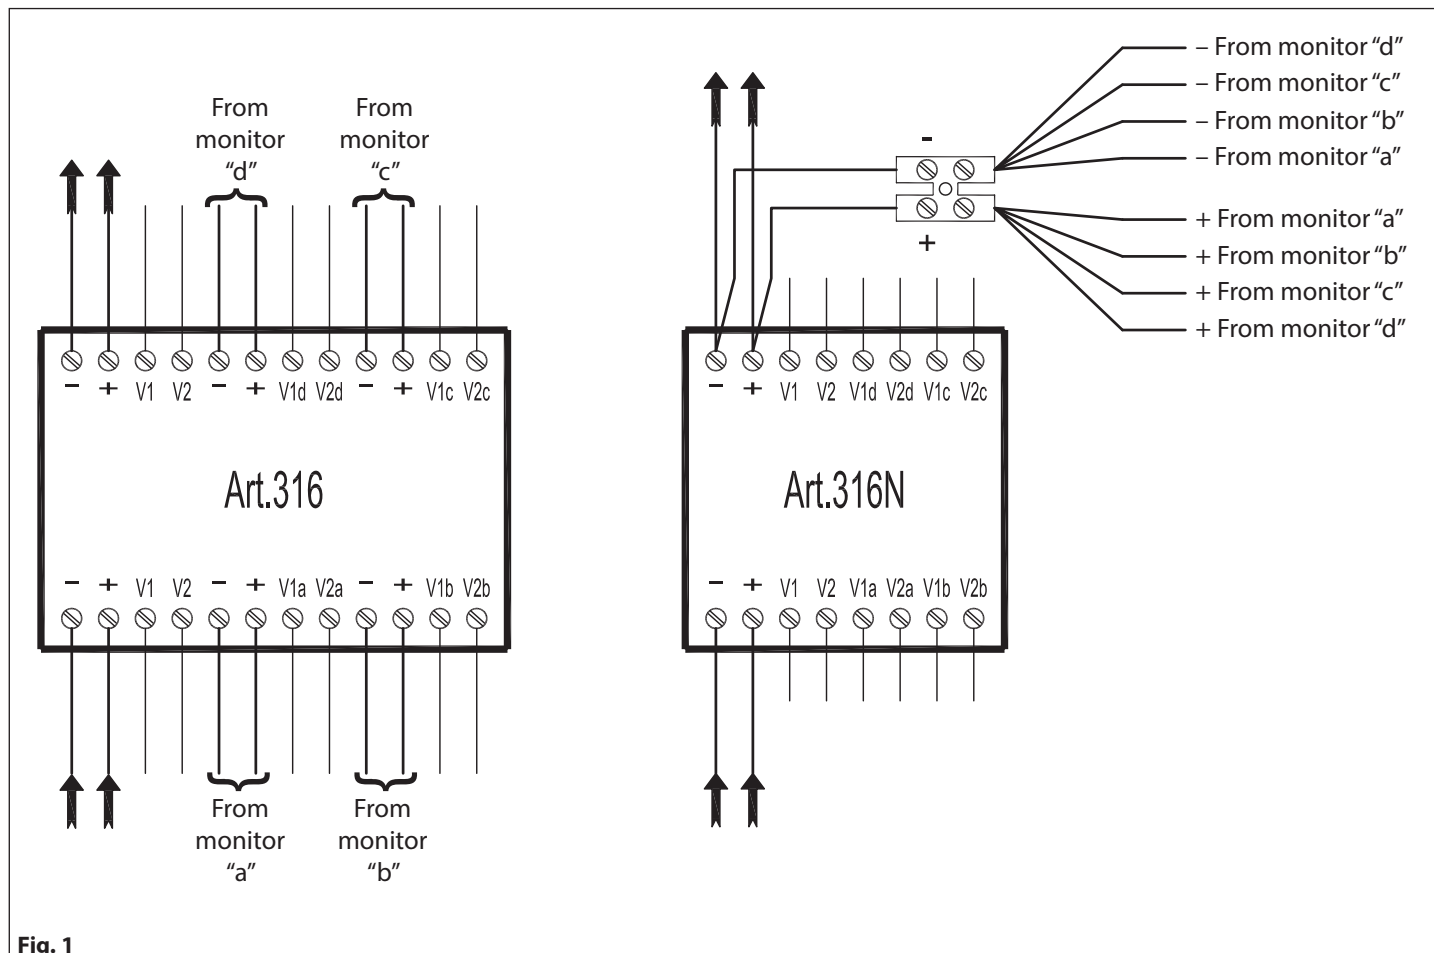 From
monitor
“d”
From
monitor
“c”
– From monitor “d”
– From monitor “c”
– From monitor “b”
– From monitor “a”
-
+
+ From monitor “a”
+ From monitor “b”
+ From monitor “c”
+ From monitor “d”
– + V1 V2 – + V1d V2d – + V1c V2c
Art.316
– + V1 V2 – + V1a V2a – + V1b V2b
From
monitor
“a”
From
monitor
“b”
– + V1 V2 V1d V2d V1c V2c
Art.316N
– + V1 V2 V1a V2a V1b V2b
Fig. 1